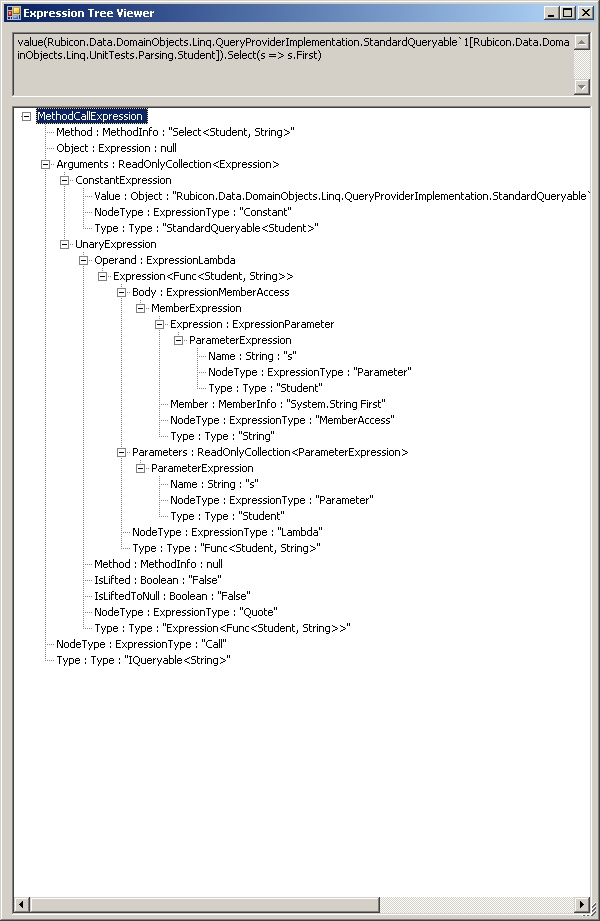 Expression Tree Viewer
value(Rubicon.Data.DomainObjects.Linq.QueryProviderImplementation.StandardQueryable`1[Rubicon.Data.Doma
inObjects.Linq.UnitTests.Parsing.Student]).Select(s => s.First)
MethodCallExpression
Method : MethodInfo : "Select<Student, String>"
Object : Expression : null
Arguments : ReadOnlyCollection<Expression>
ConstantExpression
Value : Object : "Rubicon.Data.DomainObjects.Linq.QueryProviderImplementation.StandardQueryable`
NodeType : ExpressionType : "Constant"
Type : Type : "StandardQueryable<Student>"
UnaryExpression
Operand : ExpressionLambda
Expression<Func<Student, String>>
Body : ExpressionMemberAccess
MemberExpression
Expression : ExpressionParameter
ParameterExpression
Name : String : "s"
NodeType : ExpressionType : "Parameter"
Type : Type : "Student"
Member : MemberInfo : "System.String First"
NodeType : ExpressionType : "MemberAccess"
Type : Type : "String"
Parameters : ReadOnlyCollection<ParameterExpression>
ParameterExpression
Name : String : "s"
NodeType : ExpressionType : "Parameter"
Type : Type : "Student"
NodeType : ExpressionType : "Lambda"
Type : Type : "Func<Student, String>"
Method : MethodInfo : null
IsLifted : Boolean : "False"
IsLiftedToNull : Boolean : "False"
NodeType : ExpressionType : "Quote"
Type : Type : "Expression<Func<Student, String>>"
NodeType : ExpressionType : "Call"
Type : Type : "IQueryable<String>"